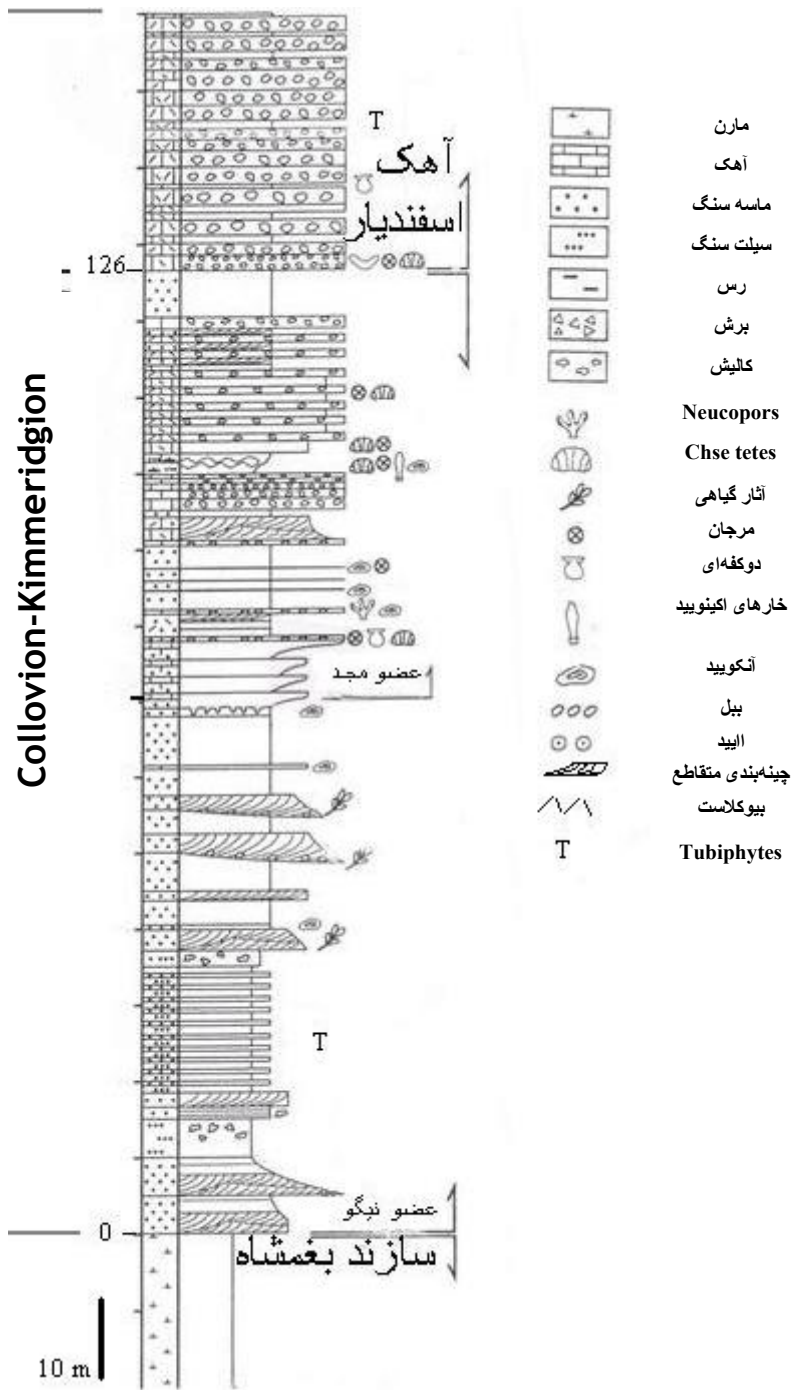 Collovion-Kimmeridgion
T
آهک
اسفندیار
126
عضو مجد
T
عضو نیگو
0
سازند بغمشاه
10 m
مارن
آهک
ماسه سنگ
سیلت سنگ
رس
برش
کالیش
Neucopors
Chse tetes
آثار گیاهی
مرجان
دوکفه‌ای
خارهای اکینویید
آنکویید
ببل
اایید
چینه‌بندی متقاطع
بیوکلاست
T
Tubiphytes